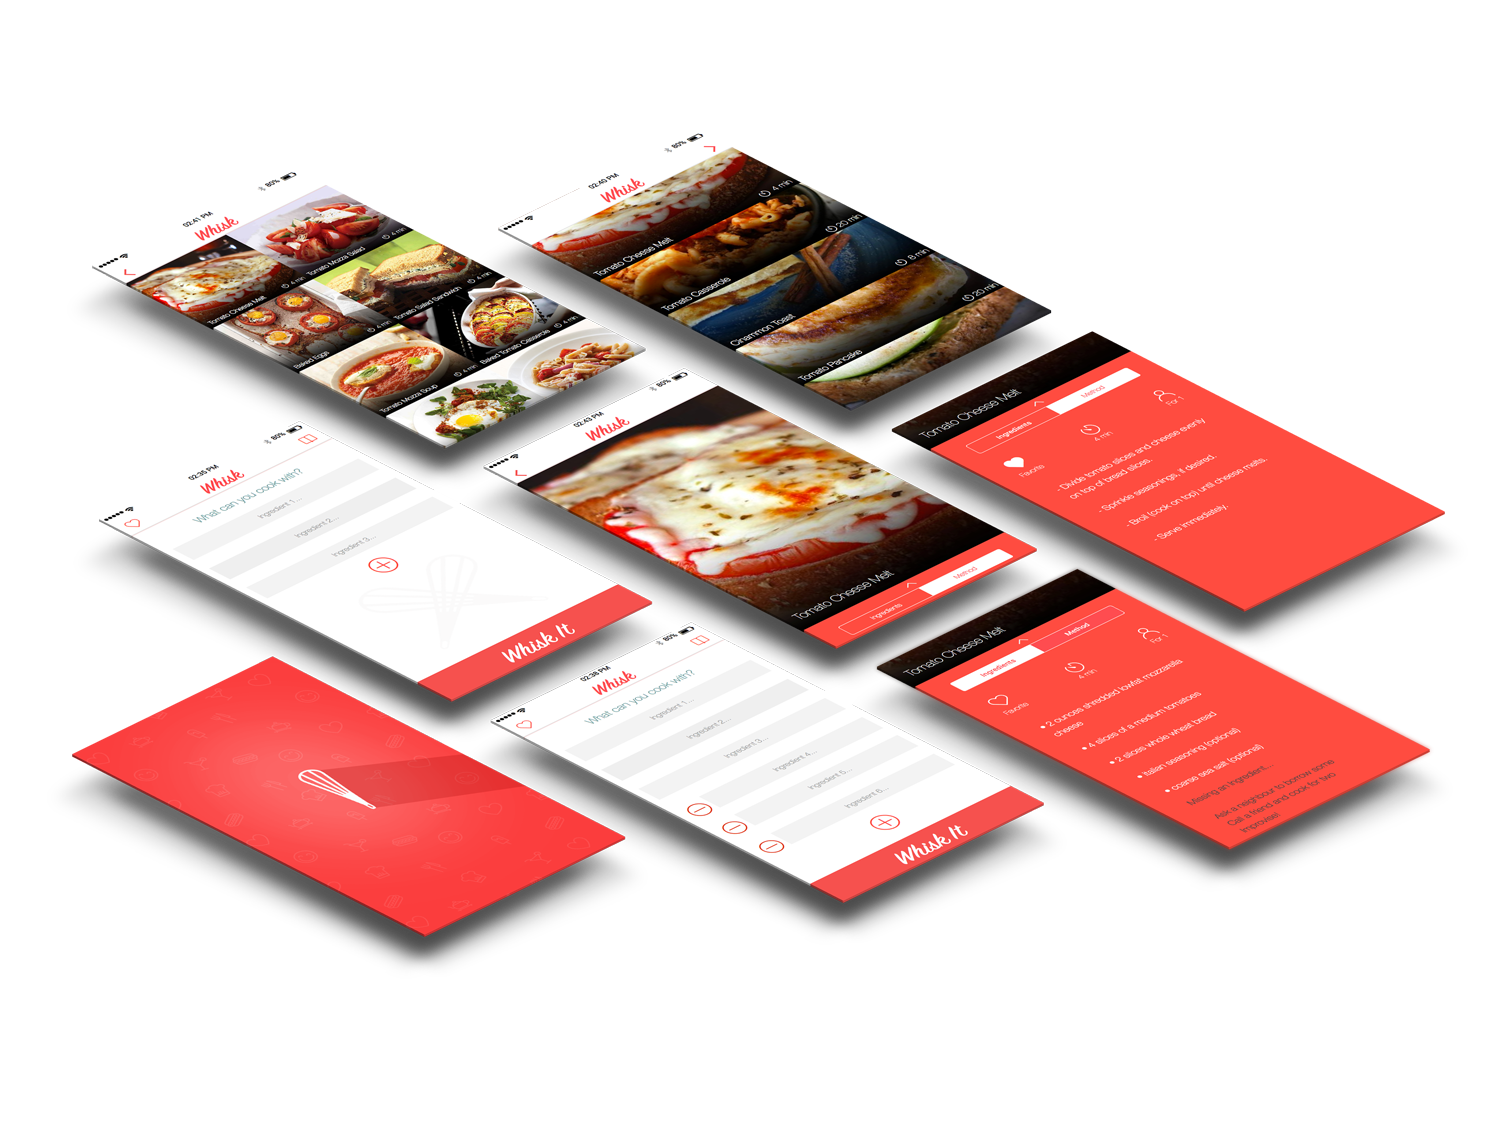 80%
02:41 PM
Whisk
4 min
Tomato Mozza Salad
4 min
Tomato Cheese Melt
4 min
Tomato Salad Sandwich
4 min
Baked Eggs
4 min
Baked Tomato Casserole
4 min
Tomato Mozza Soup
80%
02:40 PM
Whisk
4 min
Tomato Cheese Melt
20 min
Tomato Casserole
8 min
Cinammon Toast
20 min
Tomato Pancake
80%
02:35 PM
Whisk
What can you cook with?
ingredient 1...
ingredient 2...
ingredient 3...
Whisk It
80%
02:43 PM
Whisk
Tomato Cheese Melt
Ingredients
Method
Tomato Cheese Melt
Ingredients
Method
Favorite
4 min
For 1
- Divide tomato slices and cheese evenly
on top of bread slices.
- Sprinkle seasonings, if desired.
- Broil (cook on top) until cheese melts.
- Serve immediately.
80%
02:38 PM
Whisk
What can you cook with?
ingredient 1...
ingredient 2...
ingredient 3...
ingredient 4...
ingredient 5...
ingredient 6...
Whisk It
Tomato Cheese Melt
Ingredients
Method
Favorite
4 min
For 1
• 2 ounces shredded lowfat mozzarella
cheese
• 4 slices of a medium tomatoes
• 2 slices whole wheat bread
• Italian seasoning (optional)
• coarse sea salt (optional)
Missing an ingredient...
Ask a neighbour to borrow some
Call a friend and cook for two
Improvise!